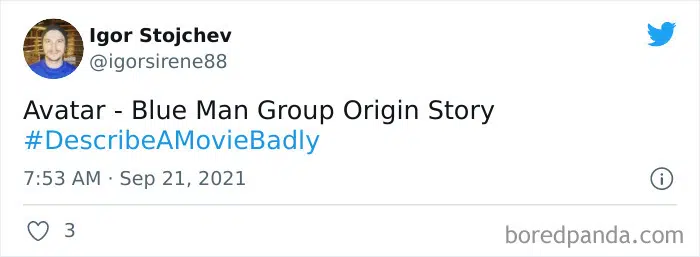 Igor Stojchev
@igorsirene88
Avatar - Blue Man Group Origin Story
#DescribeAMovieBadly
7:53 AM · Sep 21, 2021
3
boredpanda.com